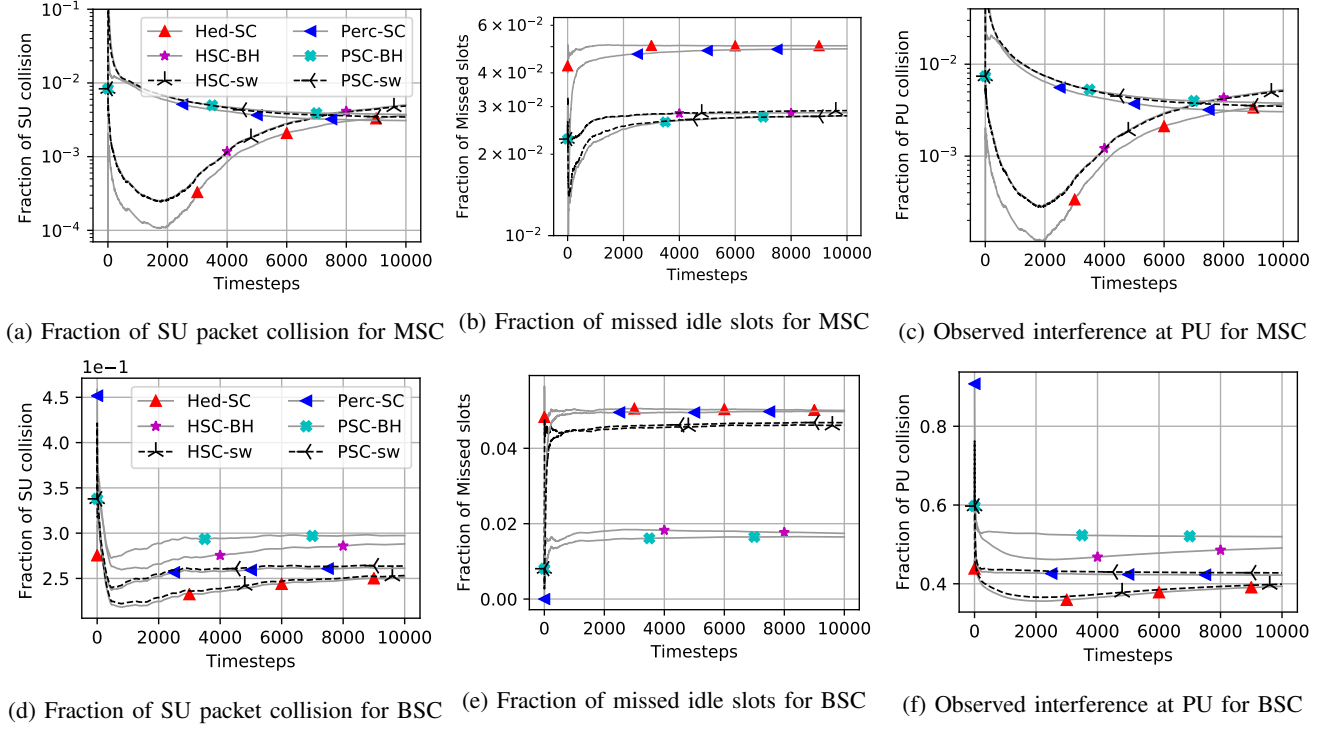 10⁻¹
10⁻²
10⁻³
10⁻⁴
Fraction of SU collision
Hed-SC
HSC-BH
HSC-sw
Perc-SC
PSC-BH
PSC-sw
0 2000 4000 6000 8000 10000
Timesteps
(a) Fraction of SU packet collision for MSC
6 × 10⁻²
4 × 10⁻²
3 × 10⁻²
2 × 10⁻²
10⁻²
Fraction of Missed slots
0 2000 4000 6000 8000 10000
Timesteps
(b) Fraction of missed idle slots for MSC
10⁻²
10⁻³
Fraction of PU collision
0 2000 4000 6000 8000 10000
Timesteps
(c) Observed interference at PU for MSC
1e−1
4.5
4.0
3.5
3.0
2.5
Fraction of SU collision
Hed-SC
HSC-BH
HSC-sw
Perc-SC
PSC-BH
PSC-sw
0 2000 4000 6000 8000 10000
Timesteps
(d) Fraction of SU packet collision for BSC
0.04
0.02
0.00
Fraction of Missed slots
0 2000 4000 6000 8000 10000
Timesteps
(e) Fraction of missed idle slots for BSC
0.8
0.6
0.4
Fraction of PU collision
0 2000 4000 6000 8000 10000
Timesteps
(f) Observed interference at PU for BSC